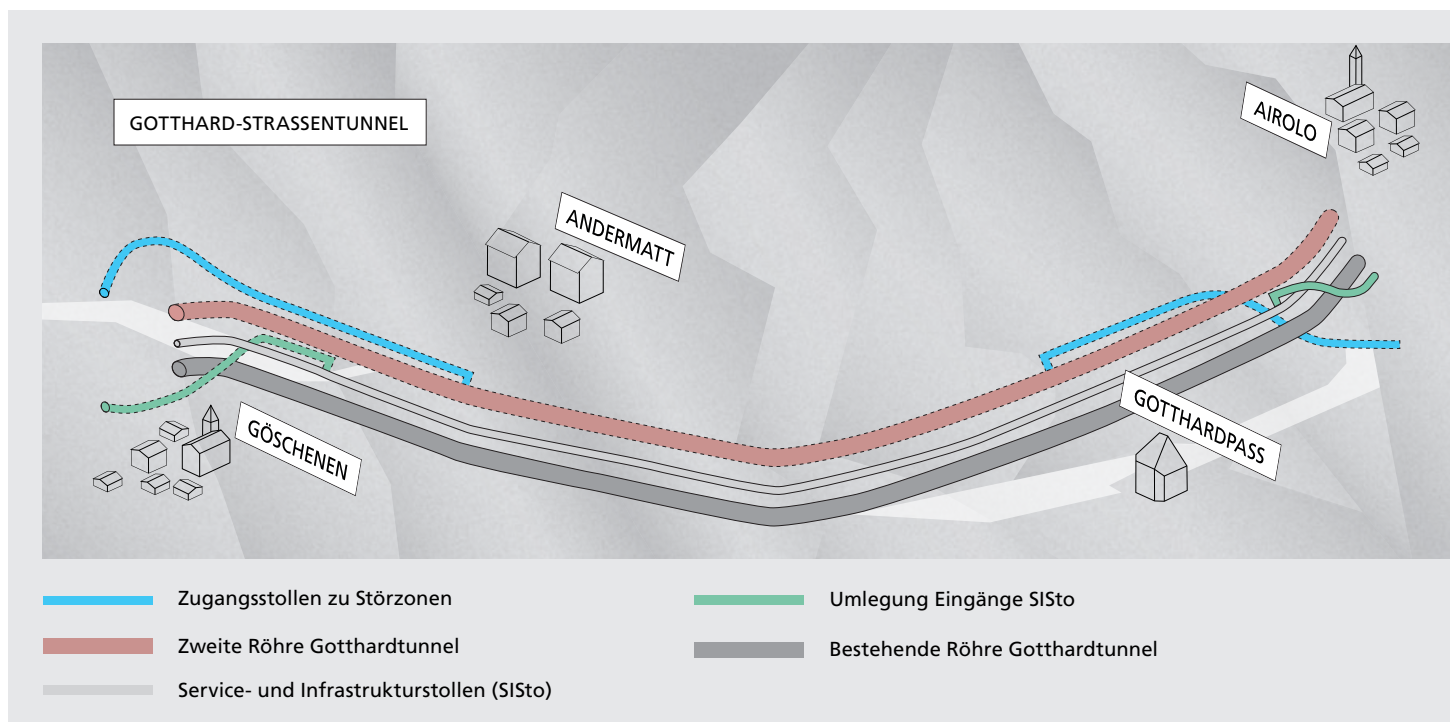 GOTTHARD-STRASSENTUNNEL
AIROLO
ANDERMATT
GÖSCHENEN
GOTTHARDPASS
Zugangsstollen zu Störzonen
Zweite Röhre Gotthardtunnel
Service- und Infrastrukturstollen (SISto)
Umlegung Eingänge SISto
Bestehende Röhre Gotthardtunnel